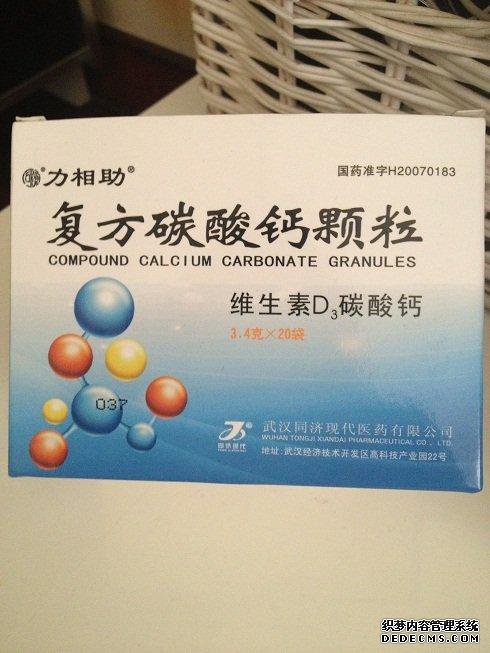 力相助®
国药准字H20070183
复方碳酸钙颗粒
COMPOUND CALCIUM CARBONATE GRANULES
维生素D₃碳酸钙
3.4克×20袋
037
同济现代
武汉同济现代医药有限公司
WUHAN TONGJI XIANDAI PHARMACEUTICAL CO., LTD.
地址:武汉经济技术开发区高科技产业园22号
织梦内容管理系统
DEDECMS.COM